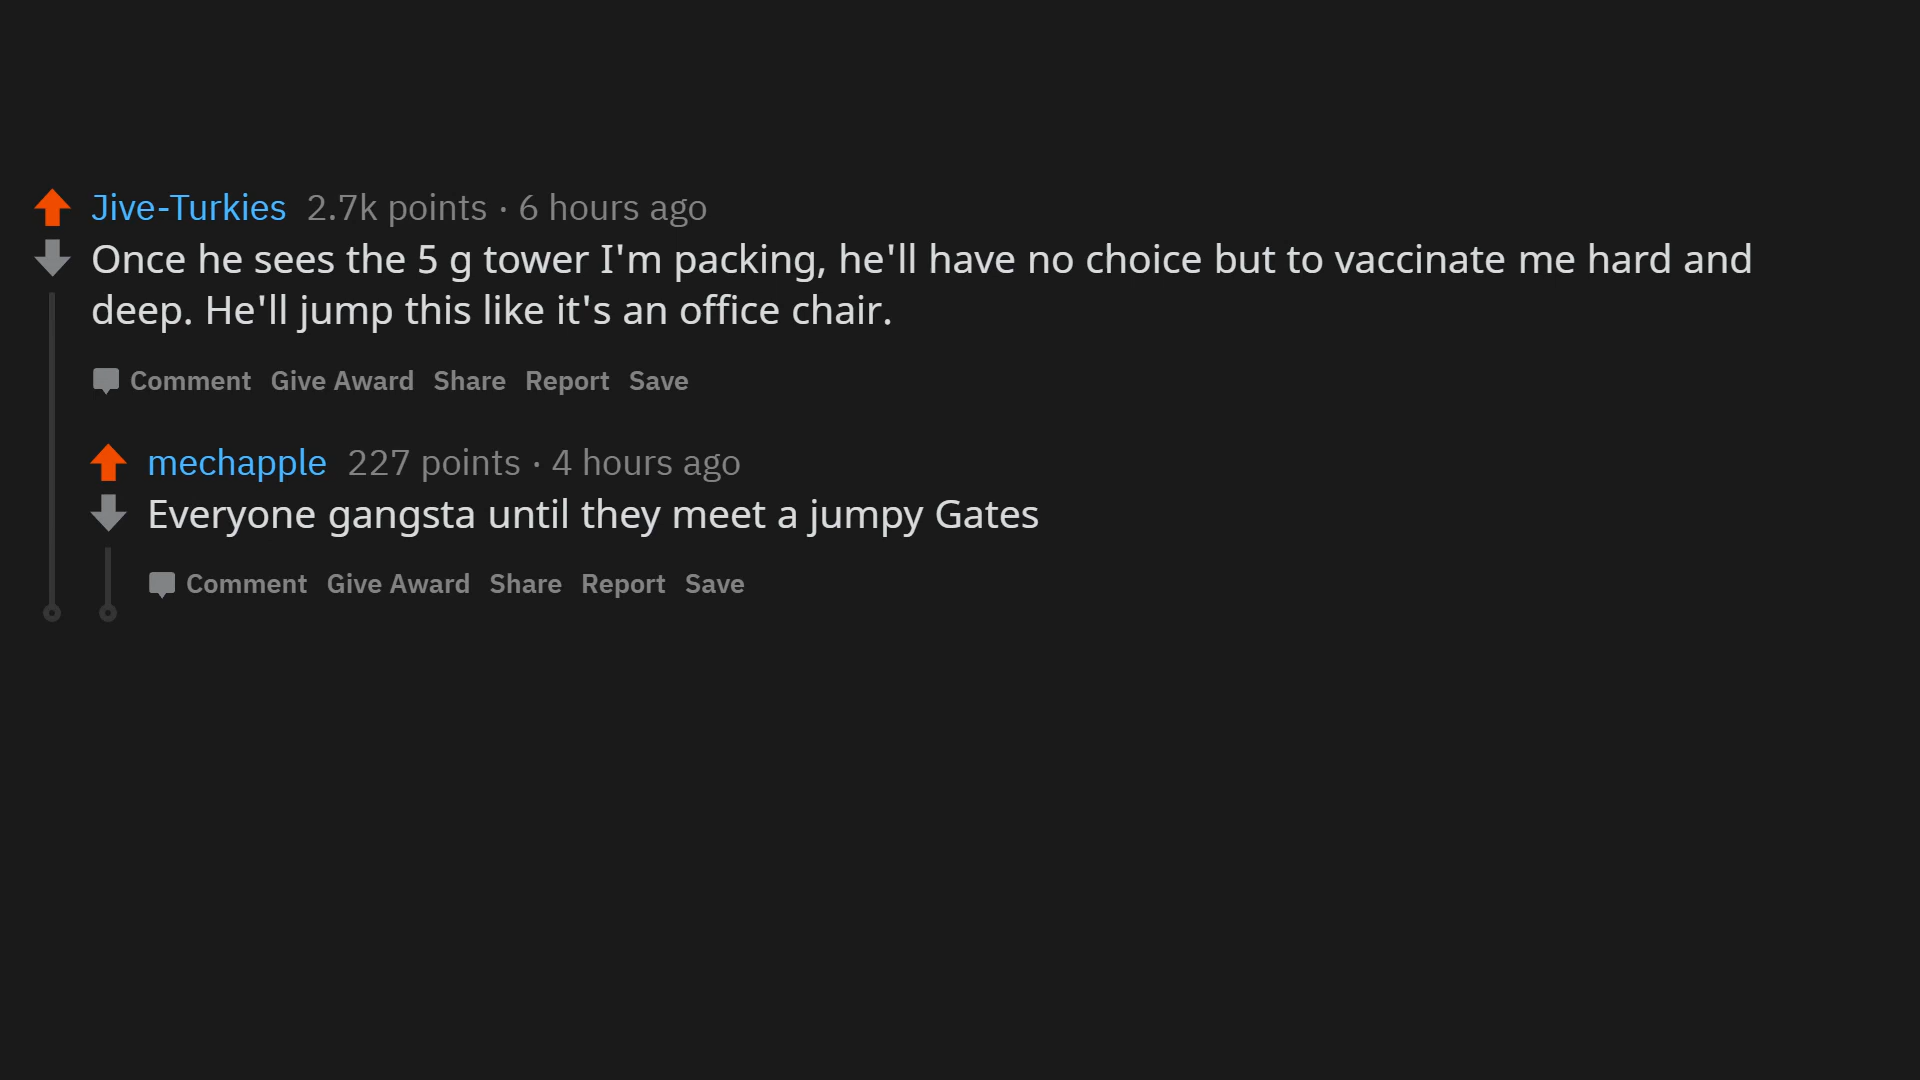 Jive-Turkies 2.7k points · 6 hours ago
Once he sees the 5 g tower I'm packing, he'll have no choice but to vaccinate me hard and
deep. He'll jump this like it's an office chair.
Comment Give Award Share Report Save
mechapple 227 points · 4 hours ago
Everyone gangsta until they meet a jumpy Gates
Comment Give Award Share Report Save